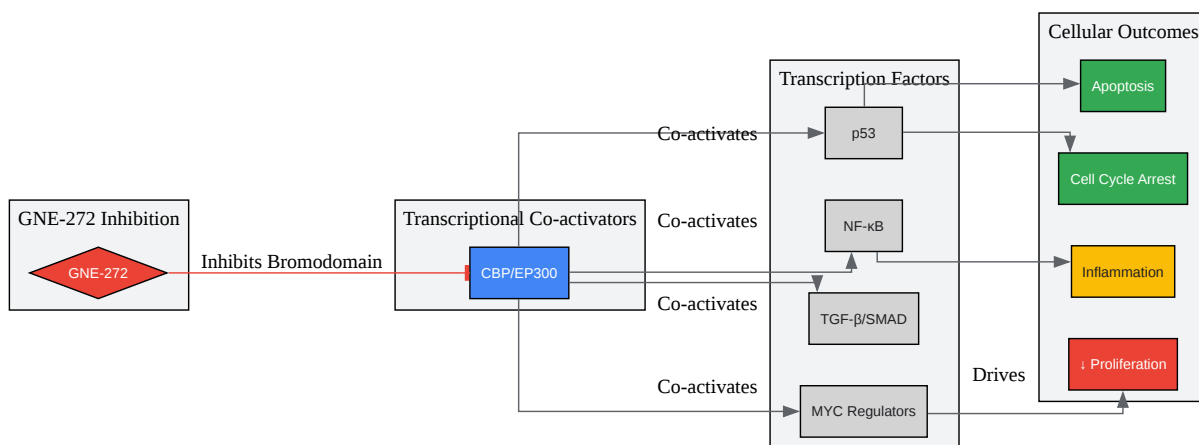 GNE-272 Inhibition
GNE-272
Inhibits Bromodomain
Transcriptional Co-activators
CBP/EP300
Co-activates
Co-activates
Co-activates
Co-activates
Transcription Factors
p53
NF-κB
TGF-β/SMAD
MYC Regulators
Drives
Cellular Outcomes
Apoptosis
Cell Cycle Arrest
Inflammation
↓ Proliferation